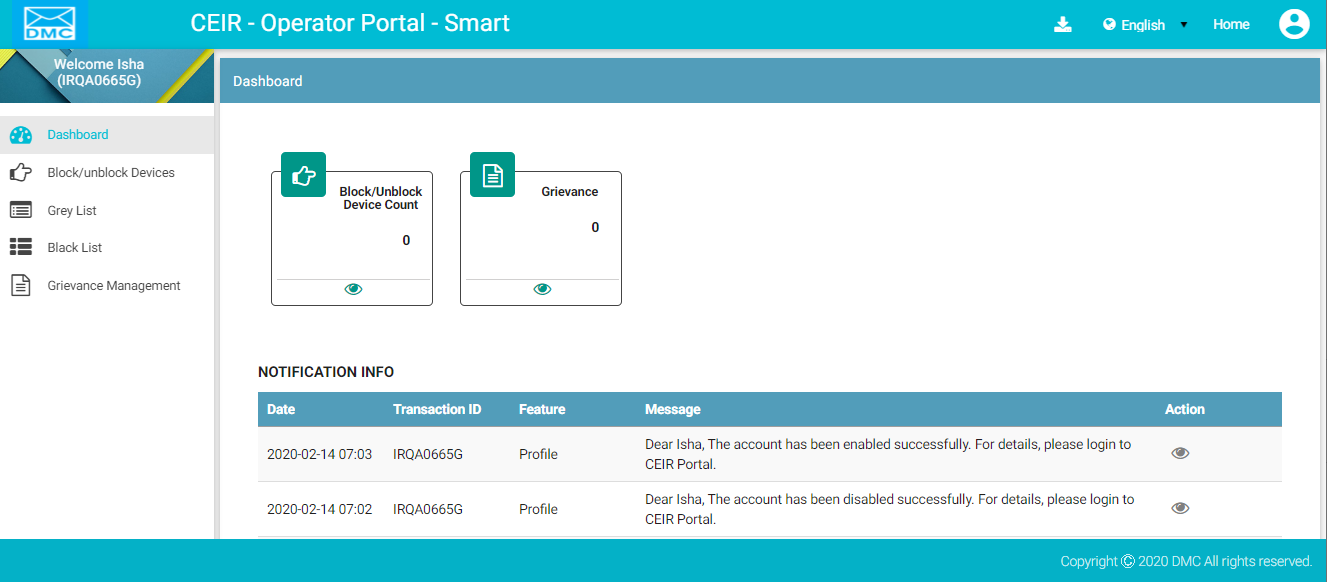 DMC
CEIR - Operator Portal - Smart
English
Home
Welcome Isha
(IRQA0665G)
Dashboard
Block/unblock Devices
Grey List
Black List
Grievance Management
Dashboard
Block/Unblock
Device Count
0
Grievance
0
NOTIFICATION INFO
Date Transaction ID Feature Message Action
2020-02-14 07:03 IRQA0665G Profile Dear Isha, The account has been enabled successfully. For details, please login to
CEIR Portal.
2020-02-14 07:02 IRQA0665G Profile Dear Isha, The account has been disabled successfully. For details, please login to
CEIR Portal.
Copyright © 2020 DMC All rights reserved.